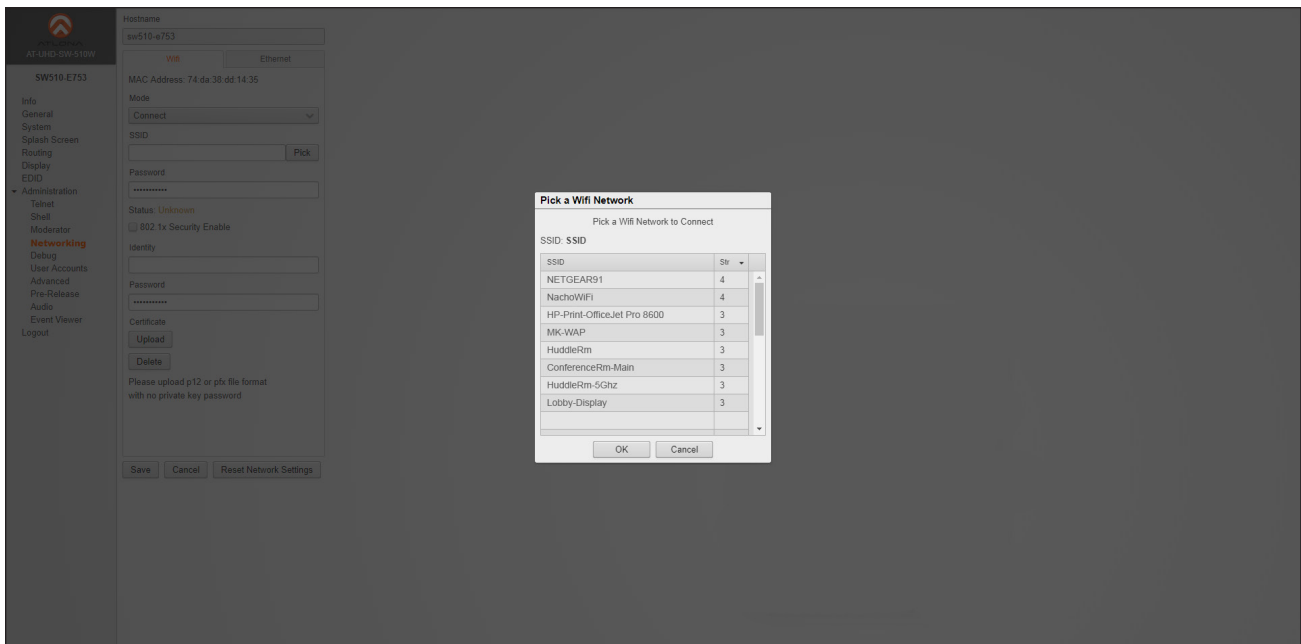 Hostname
sw510-e753
ATLONA
AT-UHD-SW-510W
SW510-E753
Info
General
System
Splash Screen
Routing
Display
EDID
Administration
Telnet
Shell
Moderator
Networking
Debug
User Accounts
Advanced
Pre-Release
Audio
Event Viewer
Logout
Wifi Ethernet
MAC Address: 74:da:38:dd:14:35
Mode
Connect
SSID
Pick
Password
•••••••••••
Status: Unknown
802.1x Security Enable
Identity
Password
•••••••••••
Certificate
Upload
Delete
Please upload p12 or pfx file format
with no private key password
Save Cancel Reset Network Settings
Pick a Wifi Network
Pick a Wifi Network to Connect
SSID: SSID
SSID Str
NETGEAR91 4
NachoWiFi 4
HP-Print-OfficeJet Pro 8600 3
MK-WAP 3
HuddleRm 3
ConferenceRm-Main 3
HuddleRm-5Ghz 3
Lobby-Display 3
OK Cancel